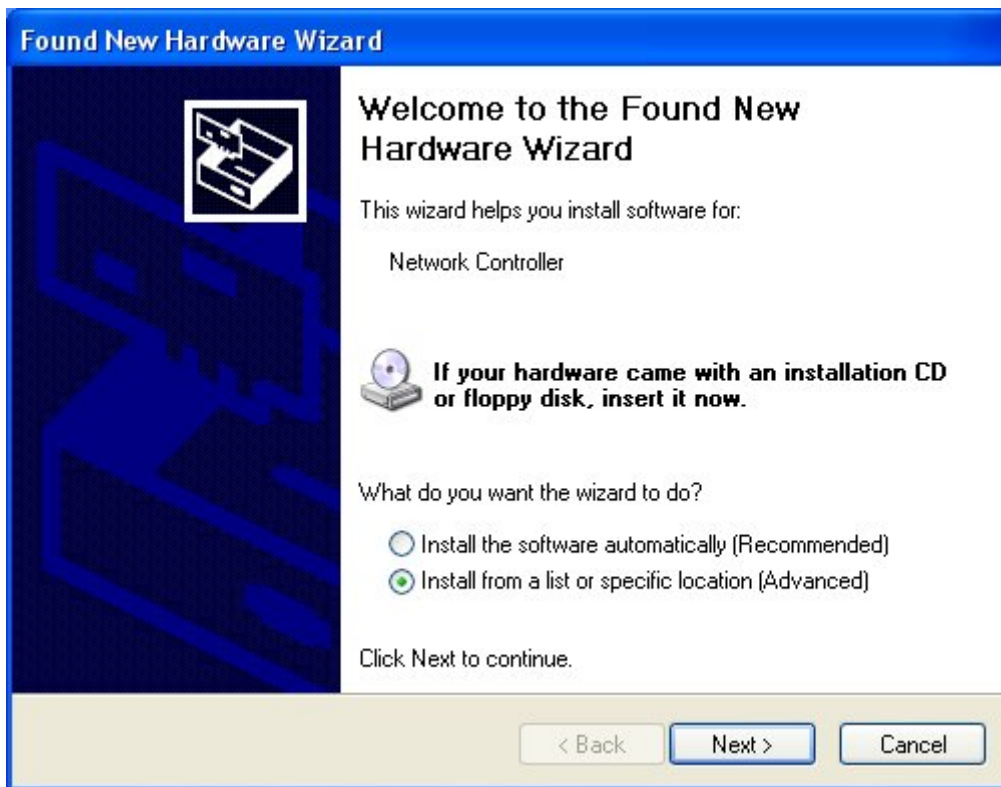 Found New Hardware Wizard
Welcome to the Found New
Hardware Wizard
This wizard helps you install software for:
Network Controller
If your hardware came with an installation CD
or floppy disk, insert it now.
What do you want the wizard to do?
Install the software automatically (Recommended)
Install from a list or specific location (Advanced)
Click Next to continue.
< Back Next > Cancel